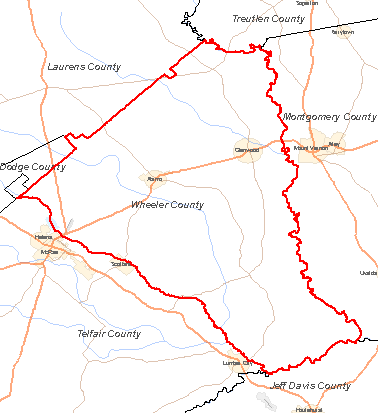 Soperton
Treutlen County
Tarrytown
Laurens County
Montgomery County
Mount Vernon
Ailey
Glenwood
Dodge County
Alamo
Wheeler County
Helena
McRae
Scotland
Uvalda
Telfair County
Lumber City
Jeff Davis County
Hazlehurst